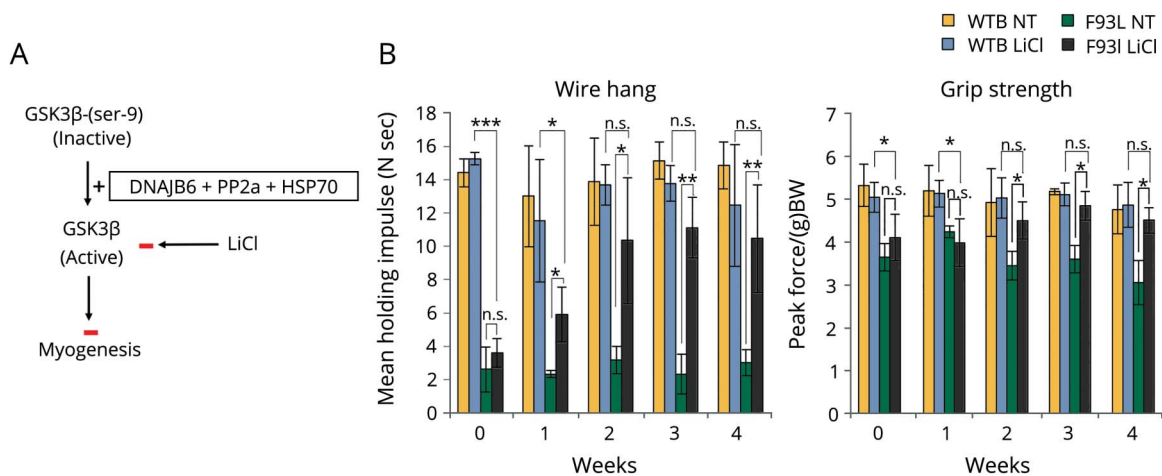 WTB NT
F93L NT
WTB LiCl
F93I LiCl
A
GSK3β-(ser-9)
(Inactive)
+
DNAJB6 + PP2a + HSP70
GSK3β
(Active)
LiCl
Myogenesis
B
Wire hang
Mean holding impulse (N sec)
18
16
14
12
10
8
6
4
2
0
***
n.s.
*
*
n.s.
*
n.s.
**
n.s.
**
0 1 2 3 4
Weeks
Grip strength
Peak force/(g)BW
7
6
5
4
3
2
1
0
*
n.s.
*
n.s.
n.s.
*
n.s.
*
n.s.
*
0 1 2 3 4
Weeks